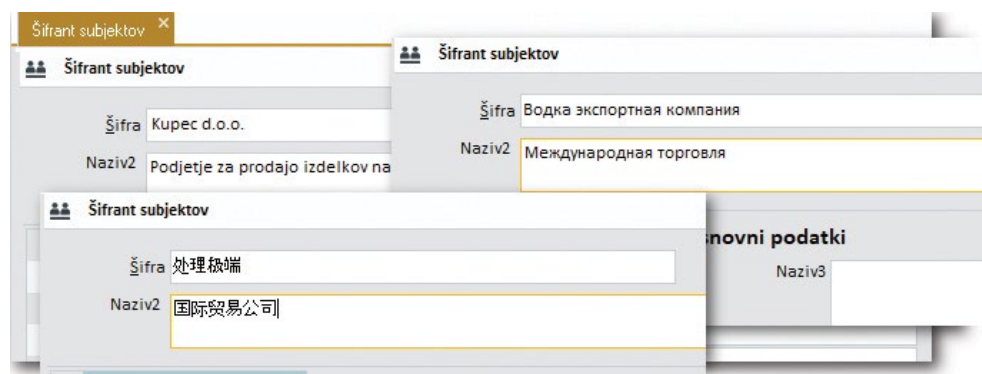 Šifrant subjektov
Šifrant subjektov
Šifra Kupec d.o.o.
Naziv2 Podjetje za prodajo izdelkov na
Šifrant subjektov
Šifra Водка экспортная компания
Naziv2 Международная торговля
snovni podatki
Naziv3
Šifrant subjektov
Šifra 处理极端
Naziv2 国际贸易公司